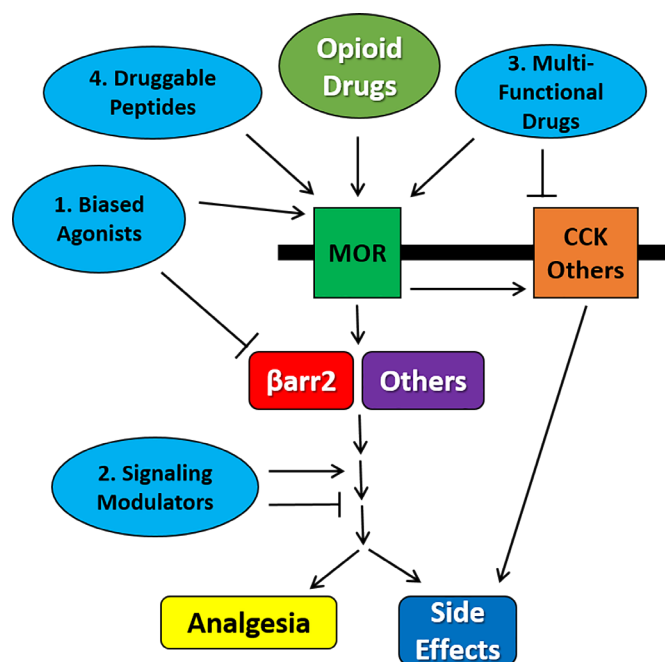 Opioid
Drugs
4. Druggable
Peptides
3. Multi-
Functional
Drugs
1. Biased
Agonists
MOR
CCK
Others
βarr2
Others
2. Signaling
Modulators
Analgesia
Side
Effects